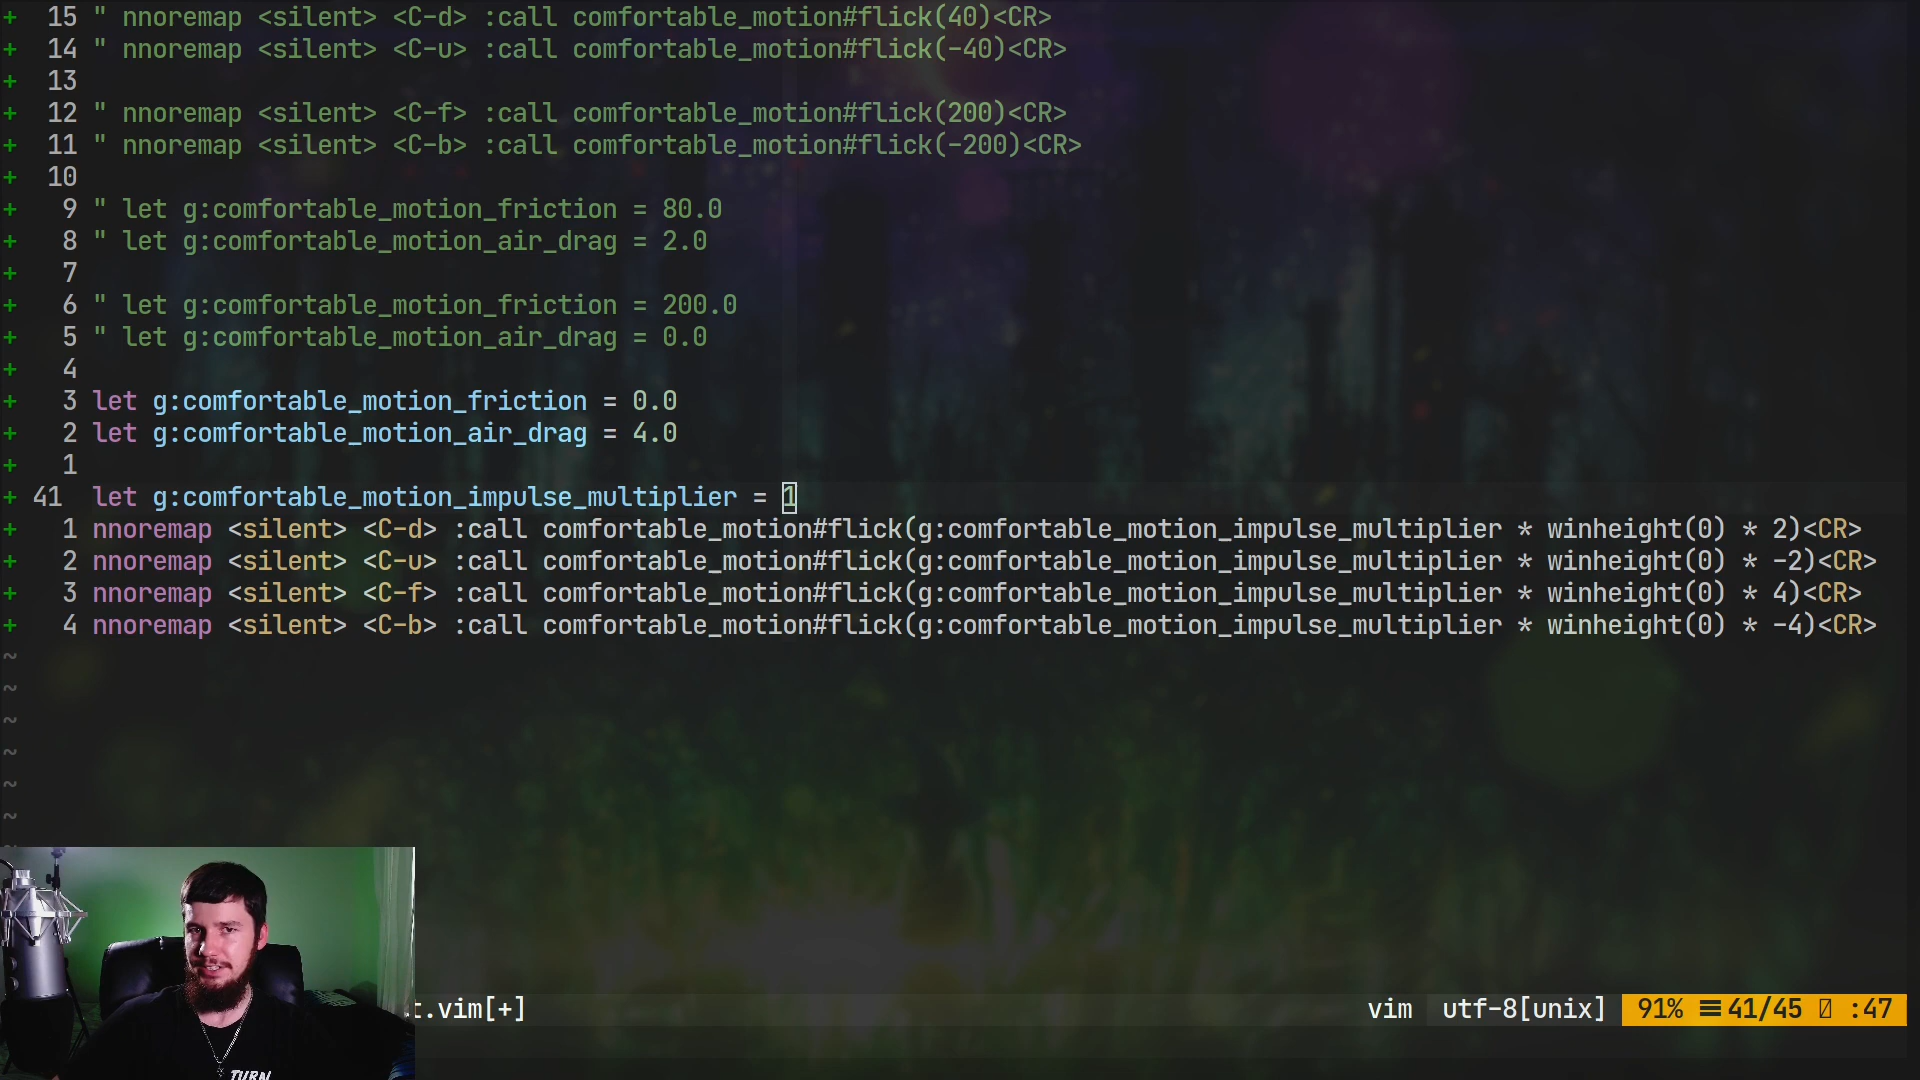 + 15 " nnoremap <silent> <C-d> :call comfortable_motion#flick(40)<CR>
+ 14 " nnoremap <silent> <C-u> :call comfortable_motion#flick(-40)<CR>
+ 13
+ 12 " nnoremap <silent> <C-f> :call comfortable_motion#flick(200)<CR>
+ 11 " nnoremap <silent> <C-b> :call comfortable_motion#flick(-200)<CR>
+ 10
+ 9 " let g:comfortable_motion_friction = 80.0
+ 8 " let g:comfortable_motion_air_drag = 2.0
+ 7
+ 6 " let g:comfortable_motion_friction = 200.0
+ 5 " let g:comfortable_motion_air_drag = 0.0
+ 4
+ 3 let g:comfortable_motion_friction = 0.0
+ 2 let g:comfortable_motion_air_drag = 4.0
+ 1
+ 41 let g:comfortable_motion_impulse_multiplier = 1
+ 1 nnoremap <silent> <C-d> :call comfortable_motion#flick(g:comfortable_motion_impulse_multiplier * winheight(0) * 2)<CR>
+ 2 nnoremap <silent> <C-u> :call comfortable_motion#flick(g:comfortable_motion_impulse_multiplier * winheight(0) * -2)<CR>
+ 3 nnoremap <silent> <C-f> :call comfortable_motion#flick(g:comfortable_motion_impulse_multiplier * winheight(0) * 4)<CR>
+ 4 nnoremap <silent> <C-b> :call comfortable_motion#flick(g:comfortable_motion_impulse_multiplier * winheight(0) * -4)<CR>
~
~
~
~
~
~
t.vim[+] vim utf-8[unix] 91% ☰ 41/45 :47
TURN